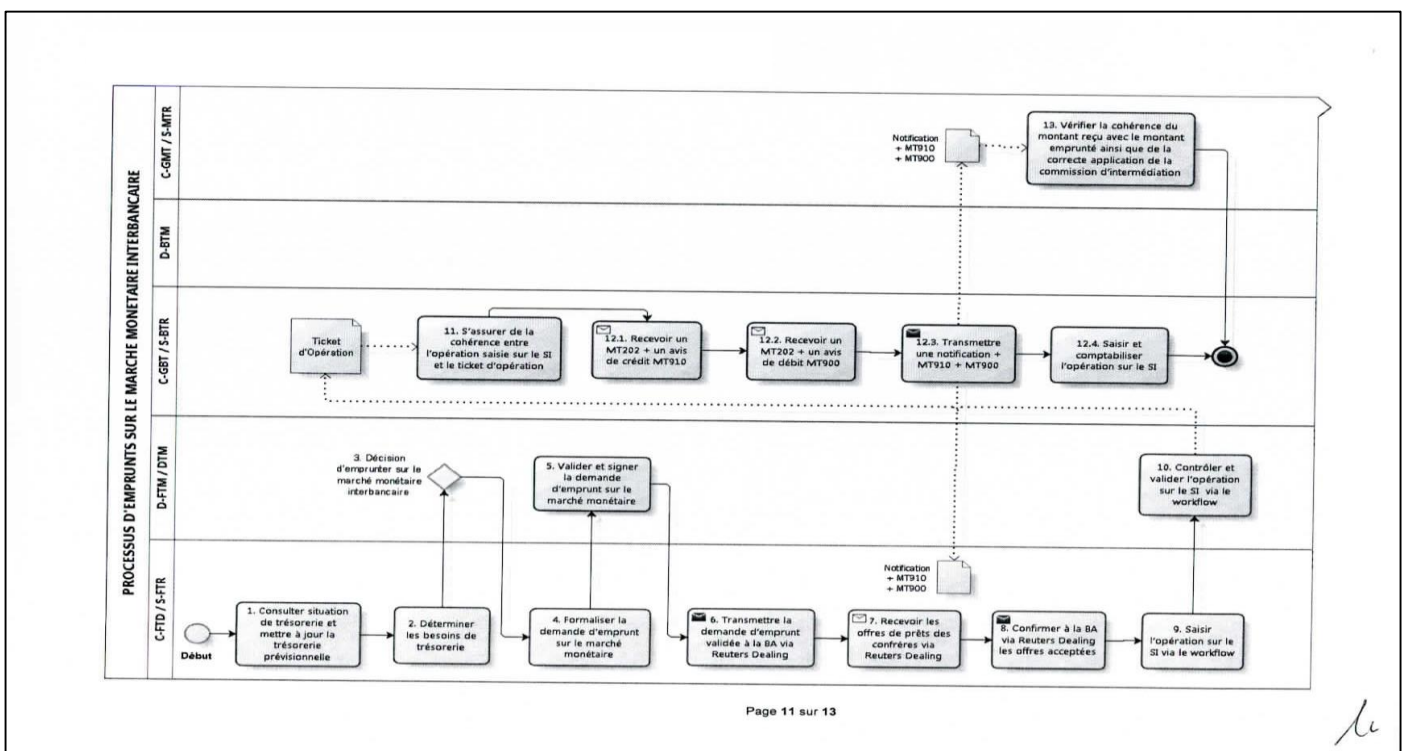 PROCESSUS D'EMPRUNTS SUR LE MARCHE MONETAIRE INTERBANCAIRE
C-GMT / S-MTR
Notification
+ MT910
+ MT900
13. Vérifier la cohérence du
montant reçu avec le montant
emprunté ainsi que de la
correcte application de la
commission d'intermédiation
D-BTM
C-GBT / S-BTR
Ticket
d'Opération
11. S'assurer de la
cohérence entre
l'opération saisie sur le SI
et le ticket d'opération
12.1. Recevoir un
MT202 + un avis
de crédit MT910
12.2. Recevoir un
MT202 + un avis
de débit MT900
12.3. Transmettre
une notification +
MT910 + MT900
12.4. Saisir et
comptabiliser
l'opération sur le SI
D-FTM / DTM
3. Décision
d'emprunter sur le
marché monétaire
interbancaire
5. Valider et signer
la demande
d'emprunt sur le
marché monétaire
10. Contrôler et
valider l'opération
sur le SI via le
workflow
C-FTD / S-FTR
Début
1. Consulter situation
de trésorerie et
mettre à jour la
trésorerie
prévisionnelle
2. Déterminer
les besoins de
trésorerie
4. Formaliser la
demande d'emprunt
sur le marché
monétaire
6. Transmettre la
demande d'emprunt
validée à la BA via
Reuters Dealing
Notification
+ MT910
+ MT900
7. Recevoir les
offres de prêts des
confrères via
Reuters Dealing
8. Confirmer à la BA
via Reuters Dealing
les offres acceptées
9. Saisir
l'opération sur le
SI via le workflow
Page 11 sur 13